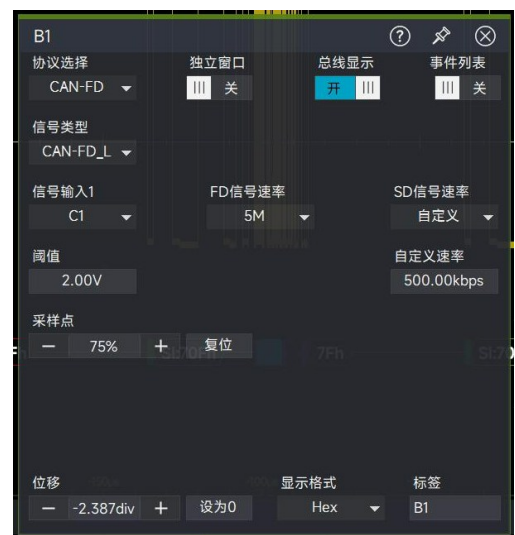 B1
协议选择 独立窗口 总线显示 事件列表
CAN-FD 关 开 关
信号类型
CAN-FD_L
信号输入1 FD信号速率 SD信号速率
C1 5M 自定义
阈值 自定义速率
2.00V 500.00kbps
采样点
— 75% + 复位
7Fh
位移 显示格式 标签
— -2.387div + 设为0 Hex B1